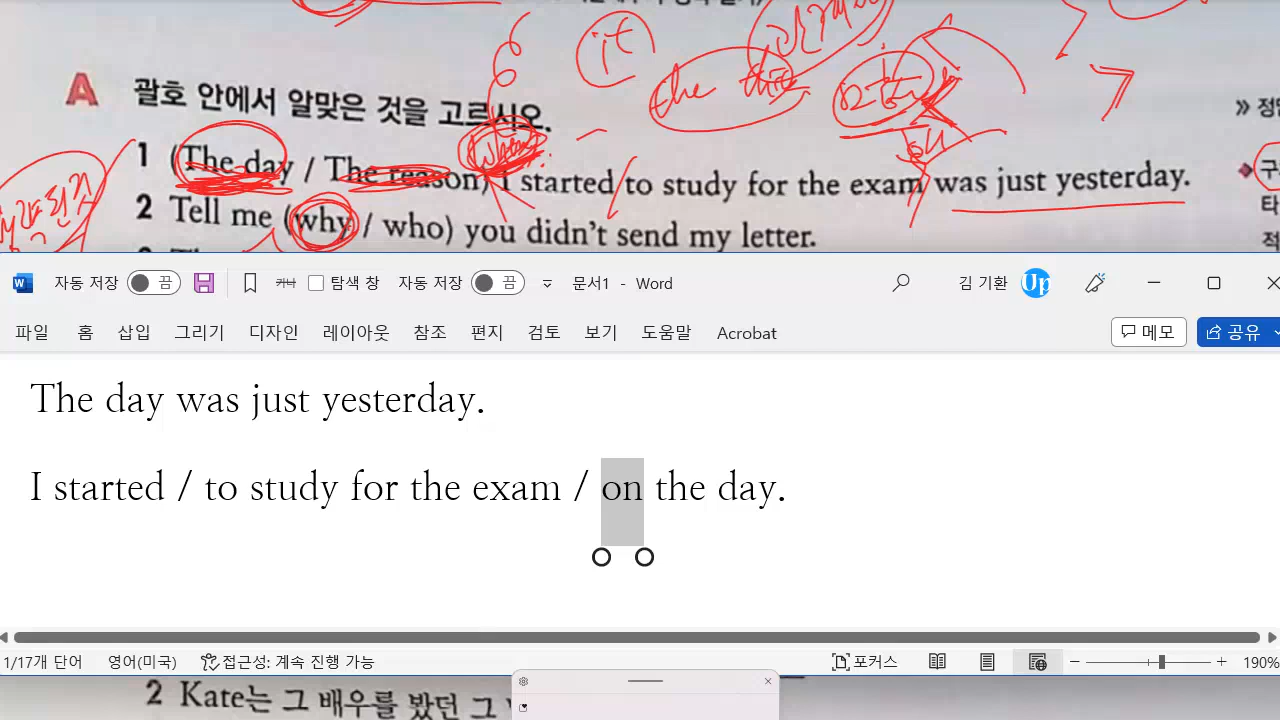 it
the time
A 괄호 안에서 알맞은 것을 고르시오.
1 (The day / The reason) I started to study for the exam was just yesterday.
2 Tell me (why / who) you didn't send my letter.
자동 저장 끔 가나 탐색 창 자동 저장 끔 문서1 - Word 김 기환 Up
파일 홈 삽입 그리기 디자인 레이아웃 참조 편지 검토 보기 도움말 Acrobat 메모 공유
The day was just yesterday.
I started / to study for the exam / on the day.
1/17개 단어 영어(미국) 접근성: 계속 진행 가능 포커스 190%
2 Kate는 그 배우를 봤던 그